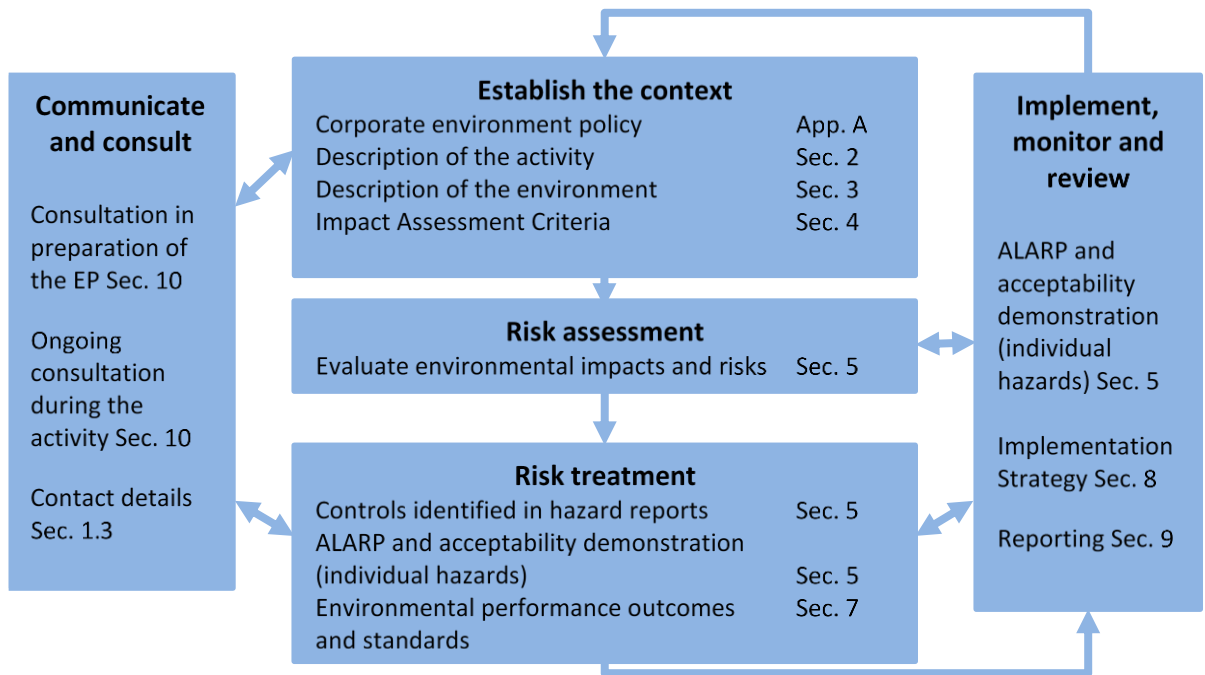 Communicate
and consult
Consultation in
preparation of
the EP Sec. 10
Ongoing
consultation
during the
activity Sec. 10
Contact details
Sec. 1.3
Establish the context
Corporate environment policy App. A
Description of the activity Sec. 2
Description of the environment Sec. 3
Impact Assessment Criteria Sec. 4
Risk assessment
Evaluate environmental impacts and risks Sec. 5
Risk treatment
Controls identified in hazard reports Sec. 5
ALARP and acceptability demonstration
(individual hazards) Sec. 5
Environmental performance outcomes Sec. 7
and standards
Implement,
monitor and
review
ALARP and
acceptability
demonstration
(individual
hazards) Sec. 5
Implementation
Strategy Sec. 8
Reporting Sec. 9